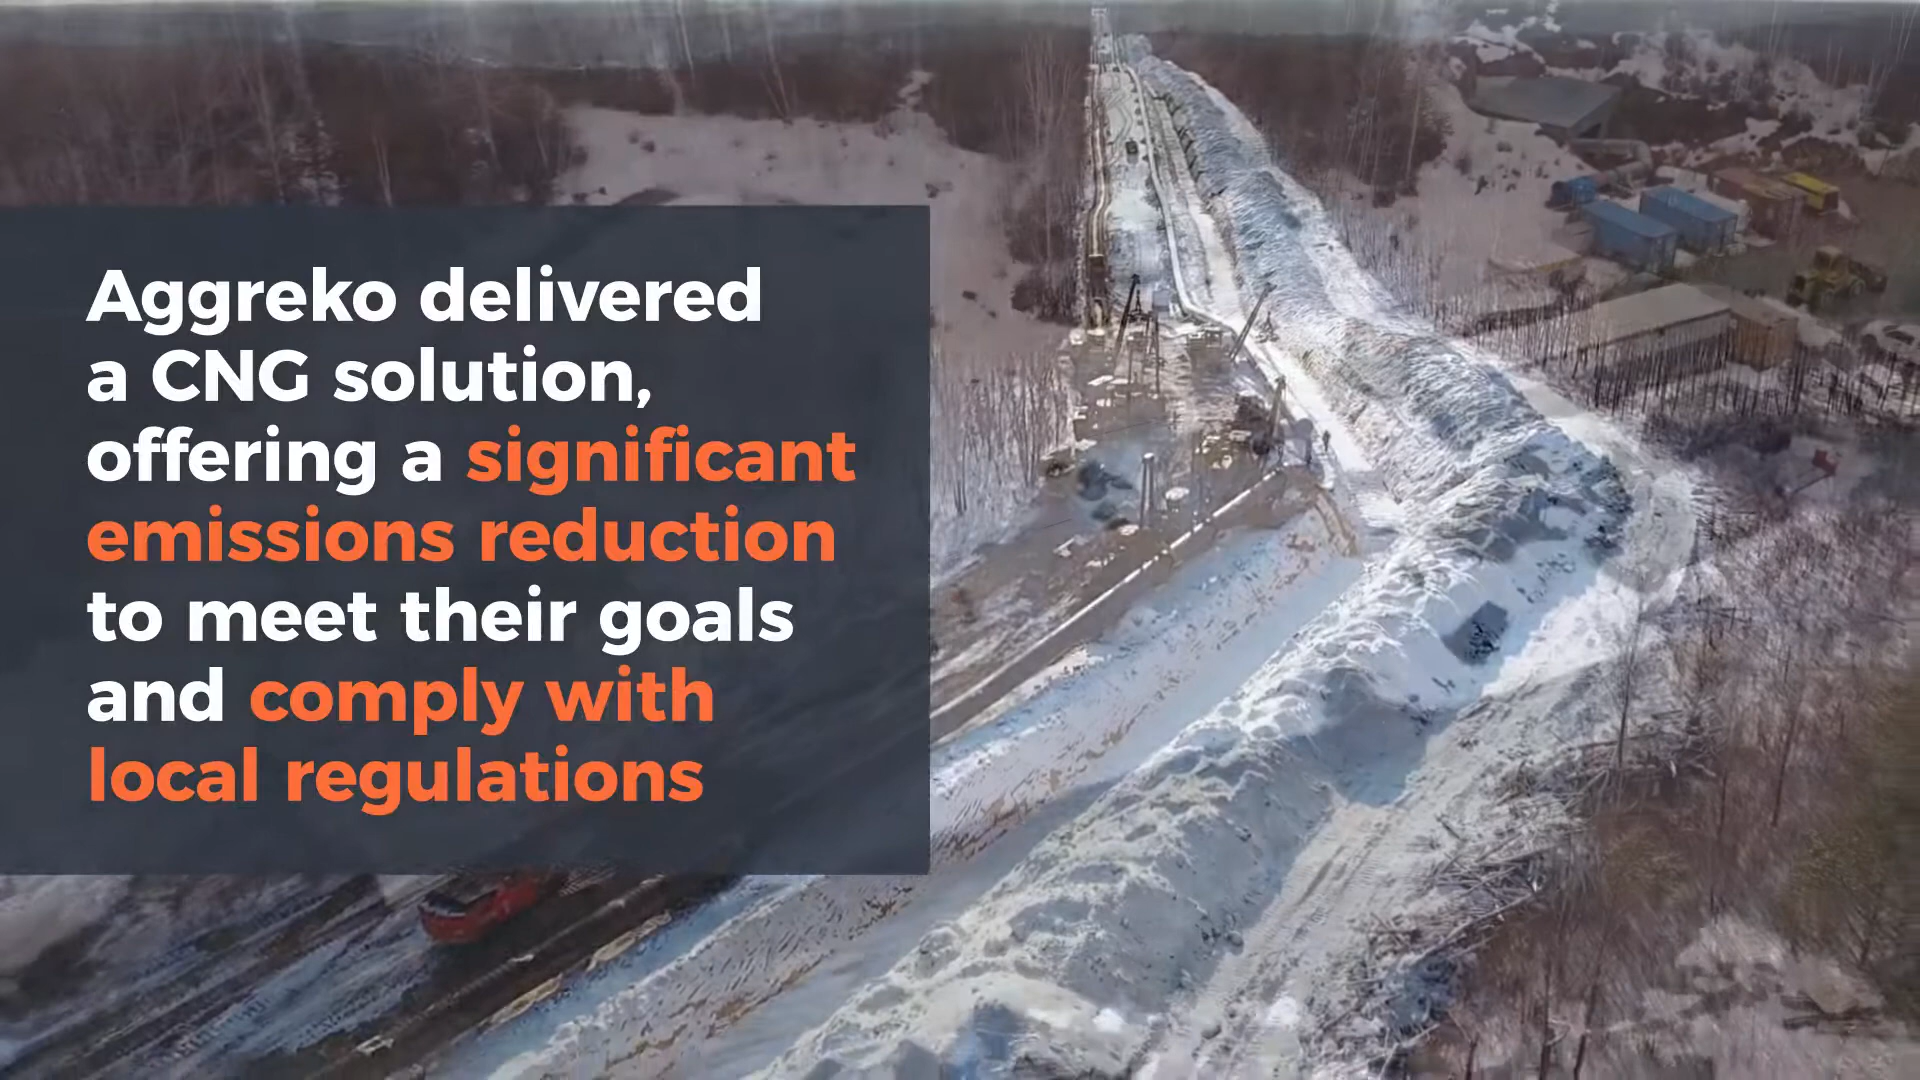 Aggreko delivered
a CNG solution,
offering a significant
emissions reduction
to meet their goals
and comply with
local regulations